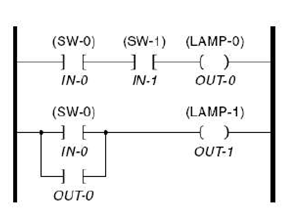 (SW-0) (SW-1) (LAMP-0)
IN-0 IN-1 OUT-0
(SW-0) (LAMP-1)
IN-0 OUT-1
OUT-0